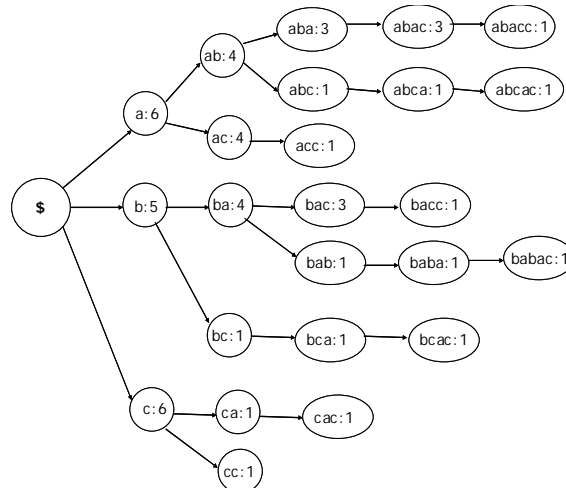 aba:3 abac:3 abacc:1
ab:4
abc:1 abca:1 abcac:1
a:6
ac:4 acc:1
$ b:5 ba:4 bac:3 bacc:1
bab:1 baba:1 babac:1
bc:1 bca:1 bcac:1
c:6 ca:1 cac:1
cc:1